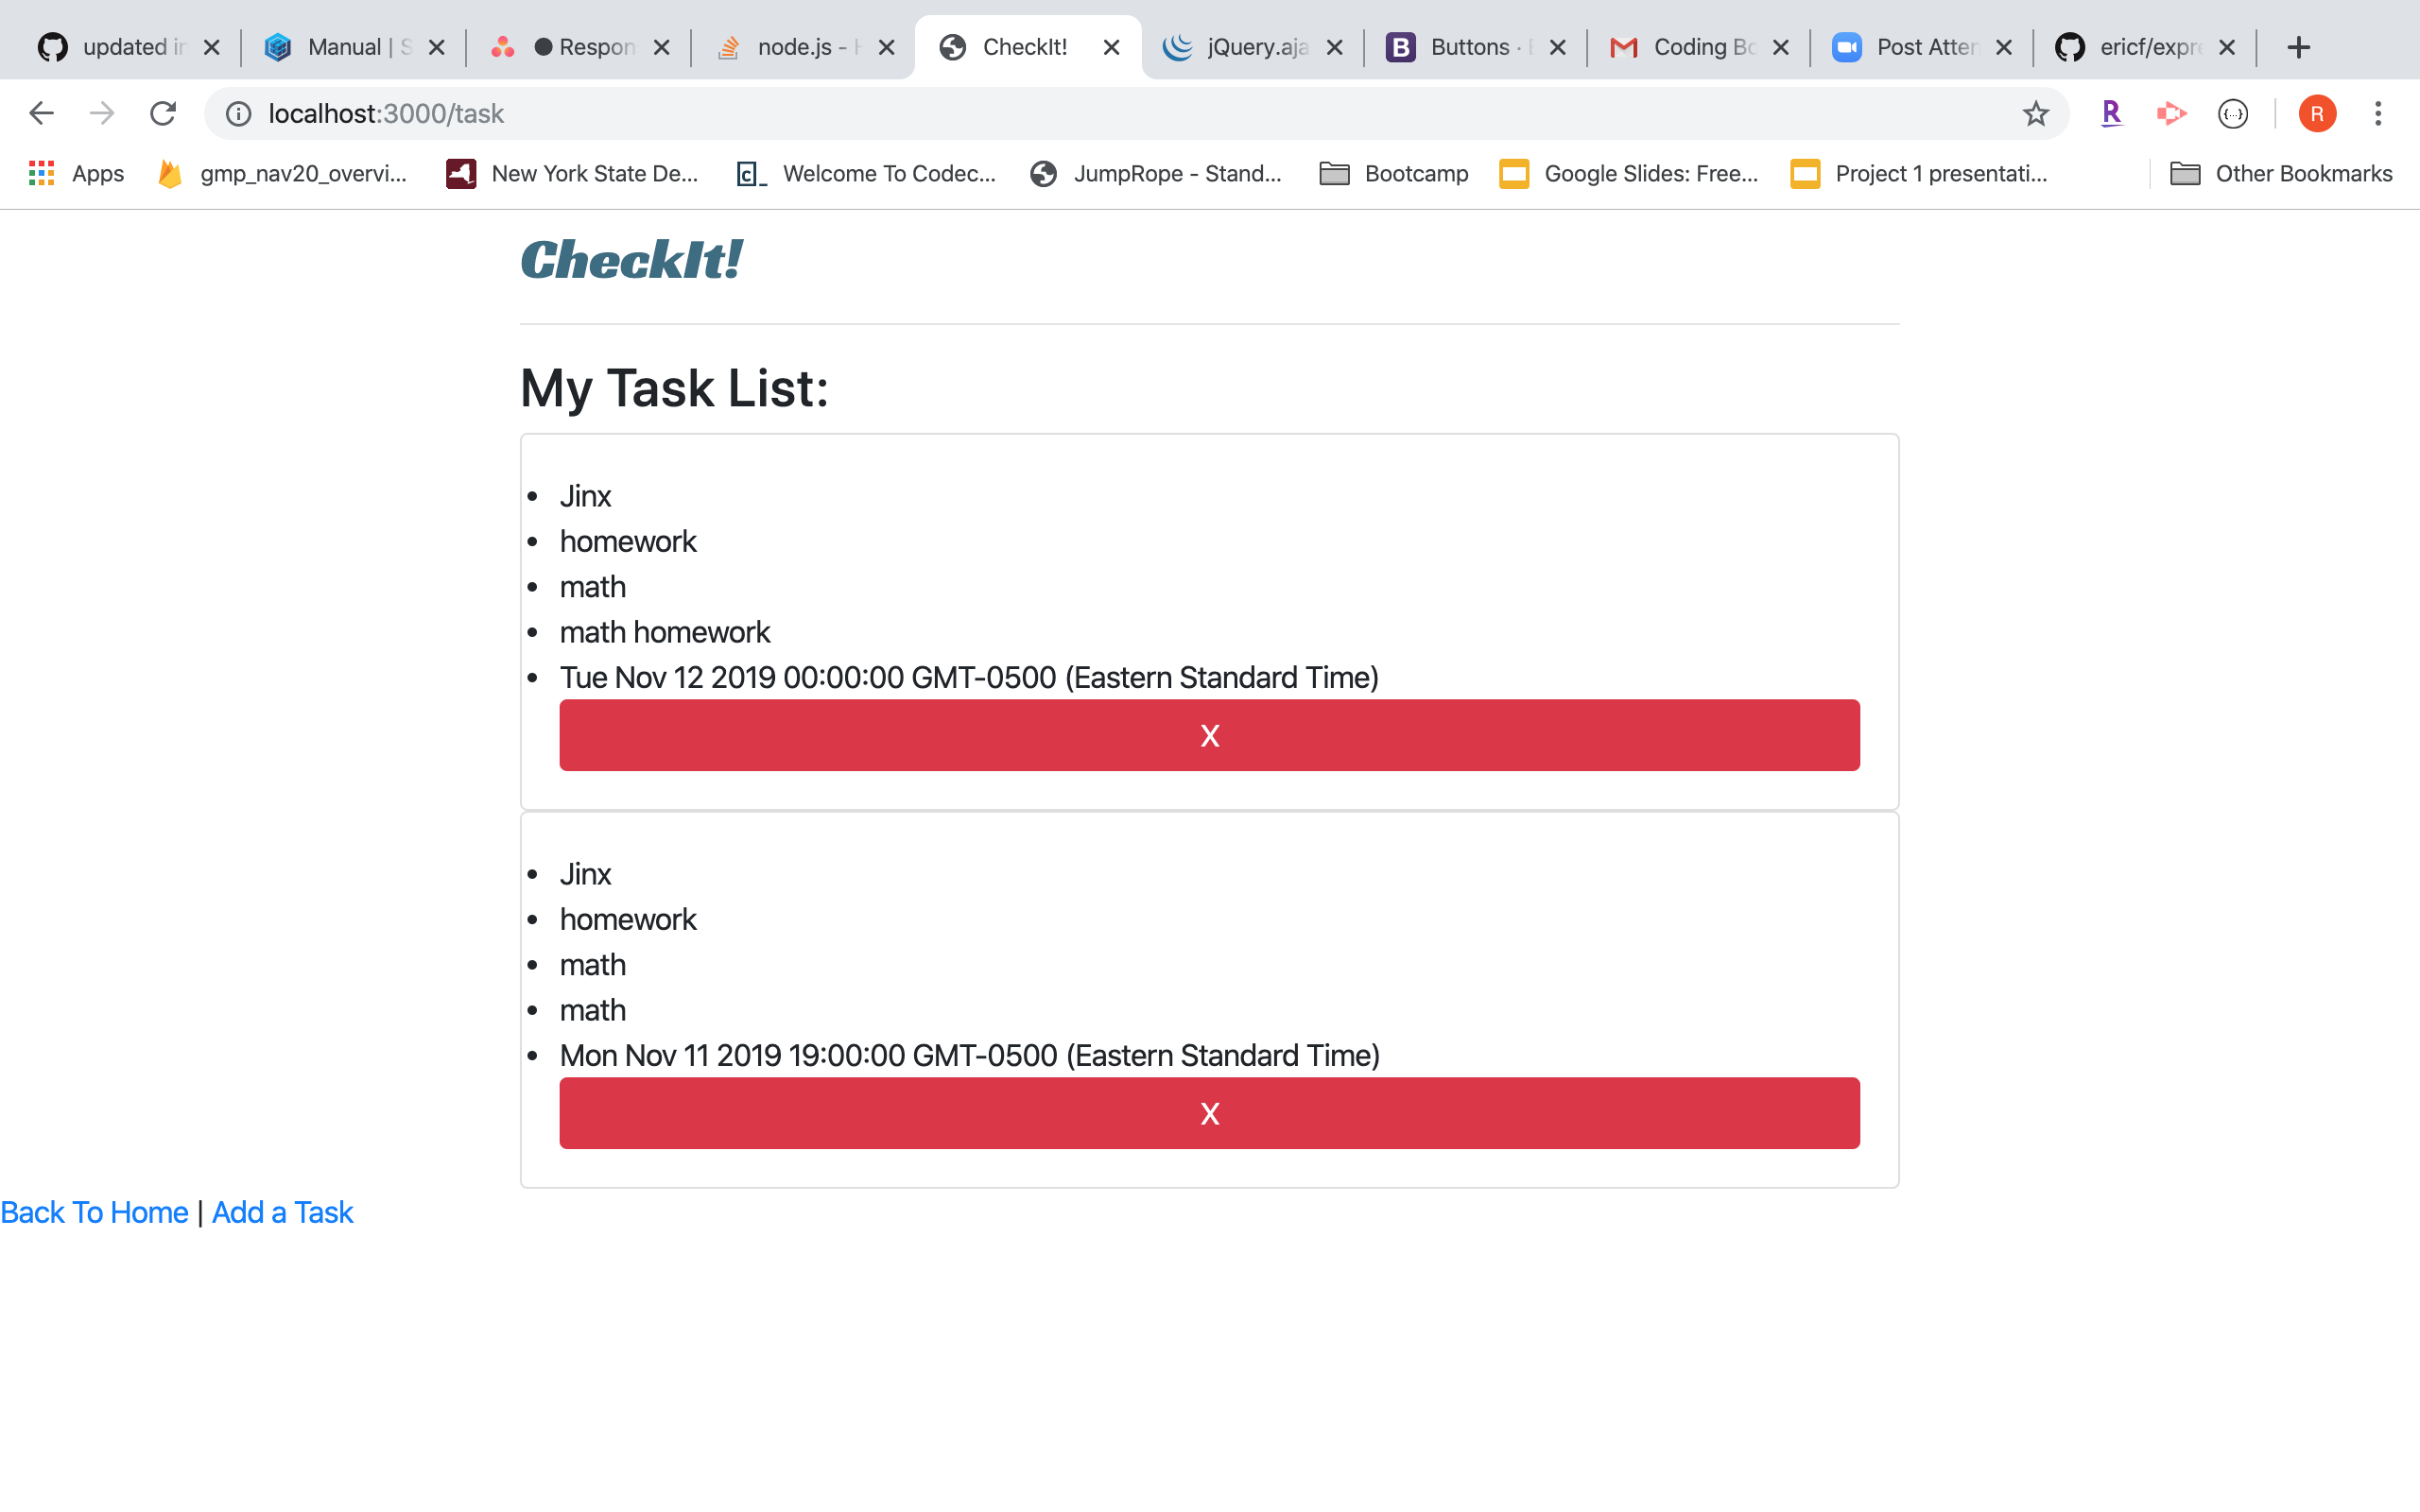 updated in Manual | S Respon node.js - H CheckIt! jQuery.aja Buttons · Coding Bo Post Atten ericf/expre
localhost:3000/task
Apps gmp_nav20_overvi... New York State De... Welcome To Codec... JumpRope - Stand... Bootcamp Google Slides: Free... Project 1 presentati... Other Bookmarks
CheckIt!
My Task List:
• Jinx
• homework
• math
• math homework
• Tue Nov 12 2019 00:00:00 GMT-0500 (Eastern Standard Time)
X
• Jinx
• homework
• math
• math
• Mon Nov 11 2019 19:00:00 GMT-0500 (Eastern Standard Time)
X
Back To Home | Add a Task